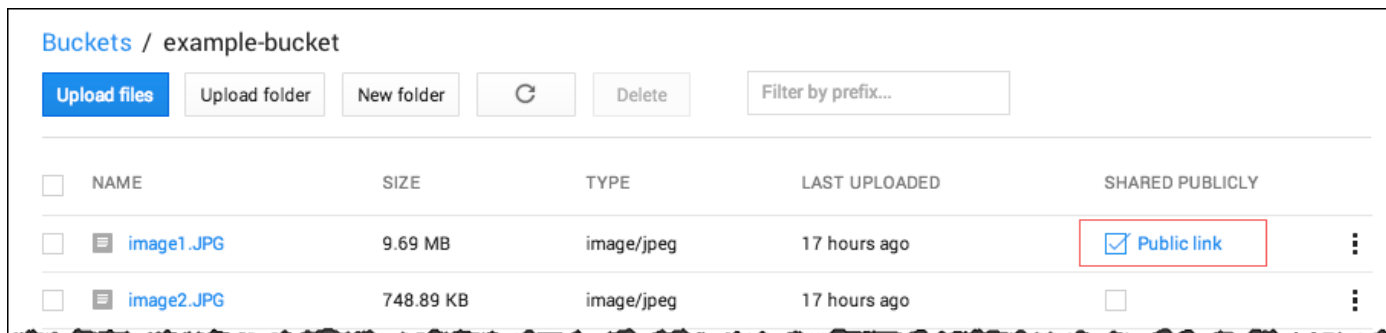 Buckets / example-bucket
Upload files Upload folder New folder Delete Filter by prefix...
NAME SIZE TYPE LAST UPLOADED SHARED PUBLICLY
image1.JPG 9.69 MB image/jpeg 17 hours ago Public link
image2.JPG 748.89 KB image/jpeg 17 hours ago